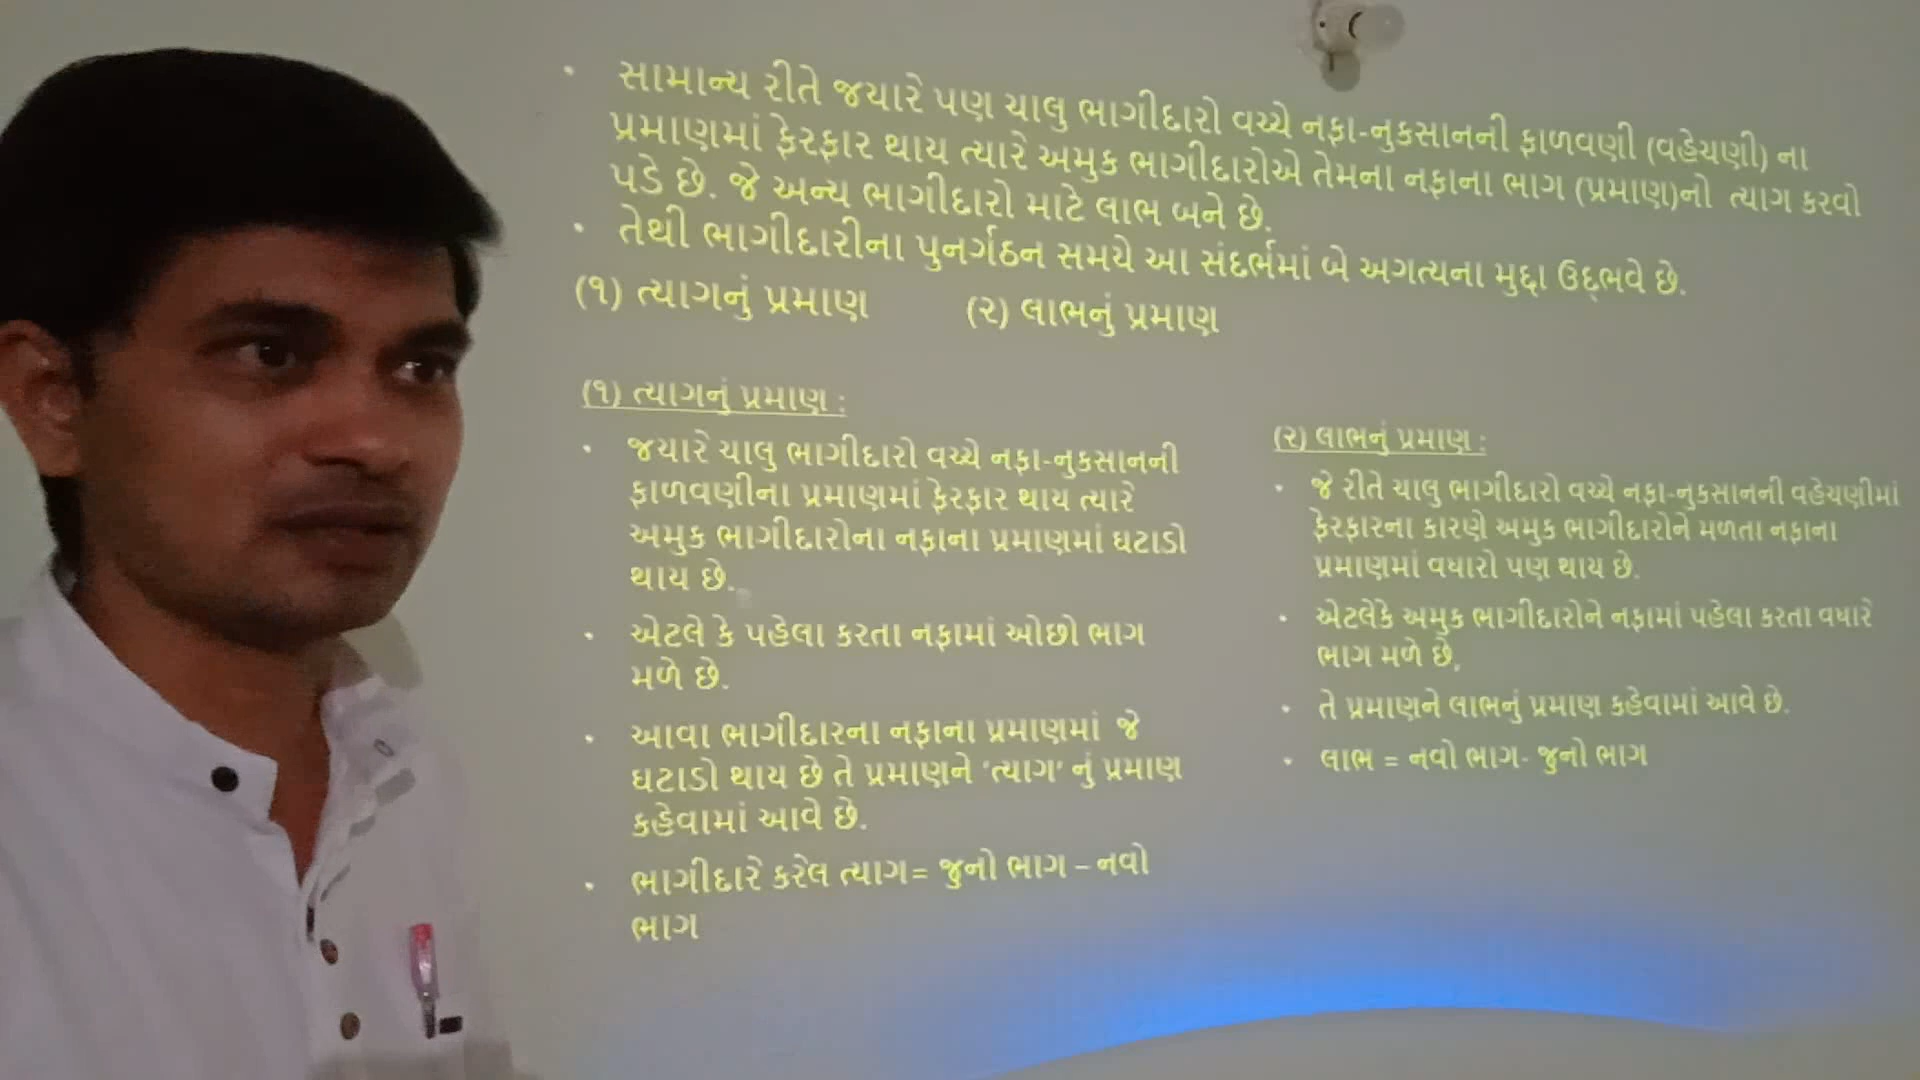 • સામાન્ય રીતે જયારે પણ ચાલુ ભાગીદારો વચ્ચે નફા-નુકસાનની ફાળવણી (વહેચણી) ના
પ્રમાણમાં ફેરફાર થાય ત્યારે અમુક ભાગીદારોએ તેમના નફાના ભાગ (પ્રમાણ)નો ત્યાગ કરવો
પડે છે. જે અન્ય ભાગીદારો માટે લાભ બને છે.
• તેથી ભાગીદારીના પુનર્ગઠન સમયે આ સંદર્ભમાં બે અગત્યના મુદ્દા ઉદ્‌ભવે છે.
(૧) ત્યાગનું પ્રમાણ (૨) લાભનું પ્રમાણ
(૧) ત્યાગનું પ્રમાણ :
• જયારે ચાલુ ભાગીદારો વચ્ચે નફા-નુકસાનની
ફાળવણીના પ્રમાણમાં ફેરફાર થાય ત્યારે
અમુક ભાગીદારોના નફાના પ્રમાણમાં ઘટાડો
થાય છે.
• એટલે કે પહેલા કરતા નફામાં ઓછો ભાગ
મળે છે.
• આવા ભાગીદારના નફાના પ્રમાણમાં જે
ઘટાડો થાય છે તે પ્રમાણને ‘ત્યાગ’ નું પ્રમાણ
કહેવામાં આવે છે.
• ભાગીદારે કરેલ ત્યાગ= જુનો ભાગ – નવો
ભાગ
(૨) લાભનું પ્રમાણ :
• જે રીતે ચાલુ ભાગીદારો વચ્ચે નફા-નુકસાનની વહેચણીમાં
ફેરફારના કારણે અમુક ભાગીદારોને મળતા નફાના
પ્રમાણમાં વધારો પણ થાય છે.
• એટલેકે અમુક ભાગીદારોને નફામાં પહેલા કરતા વધારે
ભાગ મળે છે,
• તે પ્રમાણને લાભનું પ્રમાણ કહેવામાં આવે છે.
• લાભ = નવો ભાગ- જુનો ભાગ